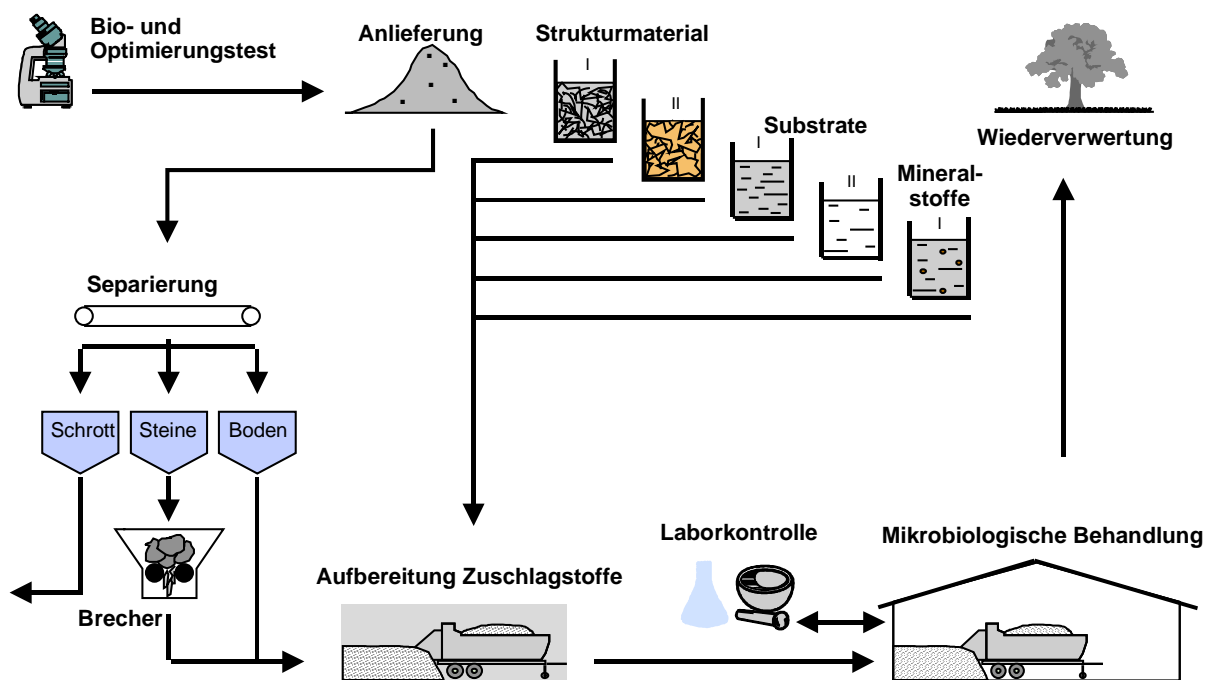 Bio- und
Optimierungstest
Anlieferung
Strukturmaterial
I
II
Substrate
I
II
Mineral-
stoffe
I
Wiederverwertung
Separierung
Schrott
Steine
Boden
Brecher
Aufbereitung Zuschlagstoffe
Laborkontrolle
Mikrobiologische Behandlung